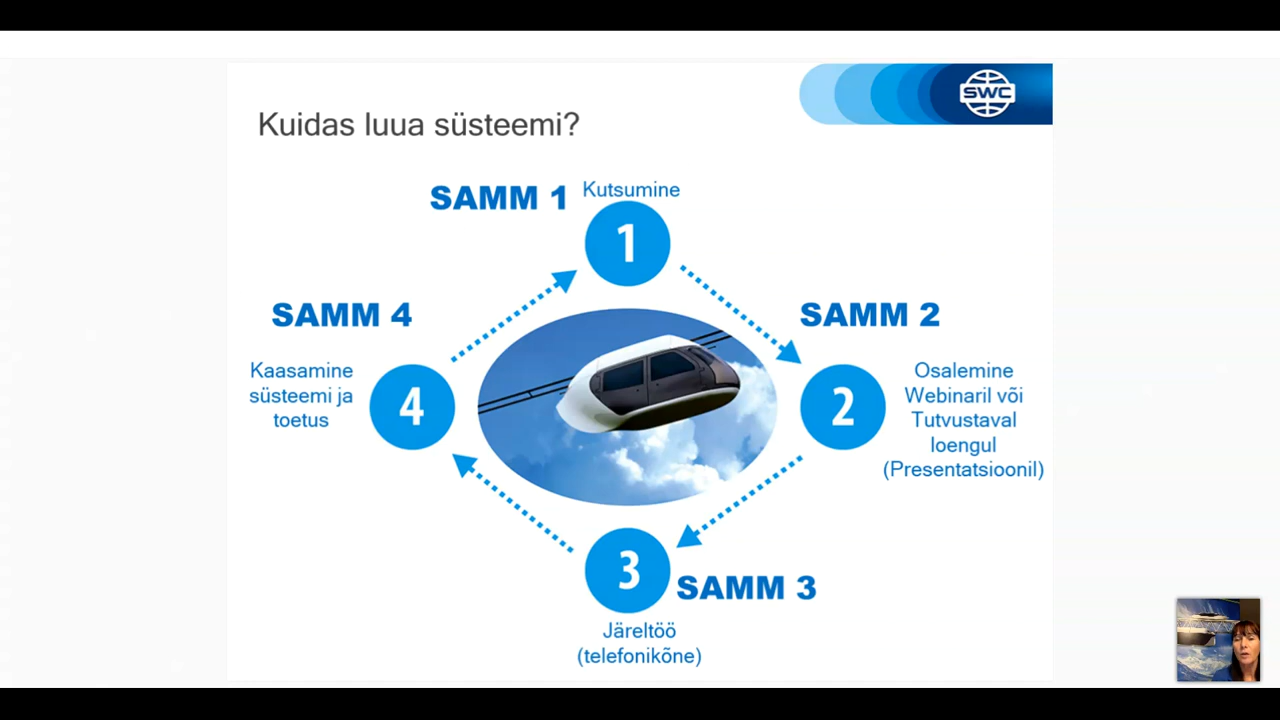 SWC
Kuidas luua süsteemi?
SAMM 1
Kutsumine
1
SAMM 2
2
Osalemine
Webinaril või
Tutvustaval
loengul
(Presentatsioonil)
3
SAMM 3
Järeltöö
(telefonikõne)
SAMM 4
Kaasamine
süsteemi ja
toetus
4